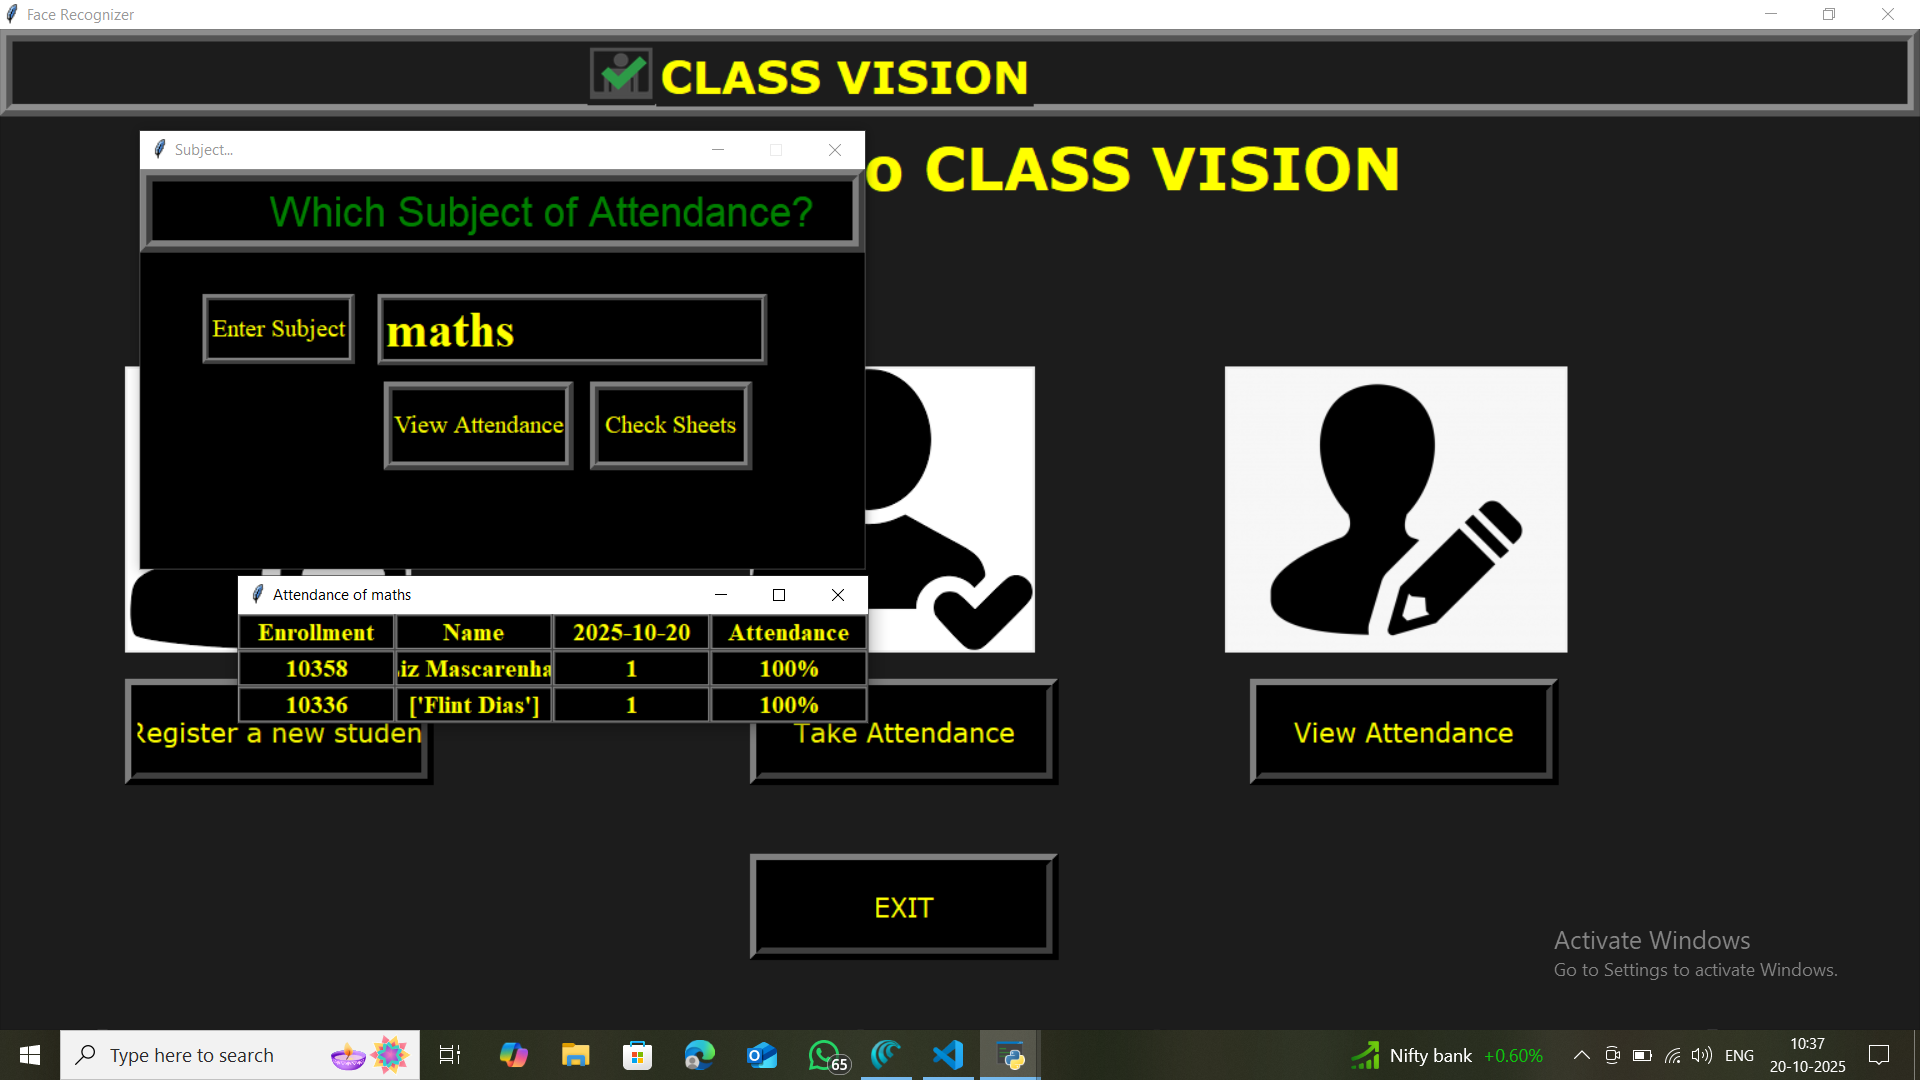 Face Recognizer
CLASS VISION
CLASS VISION
Subject...
Which Subject of Attendance?
Enter Subject
maths
View Attendance
Check Sheets
Attendance of maths
Enrollment Name 2025-10-20 Attendance
10358 iz Mascarenha 1 100%
10336 ['Flint Dias'] 1 100%
Register a new studen
Take Attendance
View Attendance
EXIT
Activate Windows
Go to Settings to activate Windows.
Type here to search
65
Nifty bank +0.60%
ENG
10:37
20-10-2025